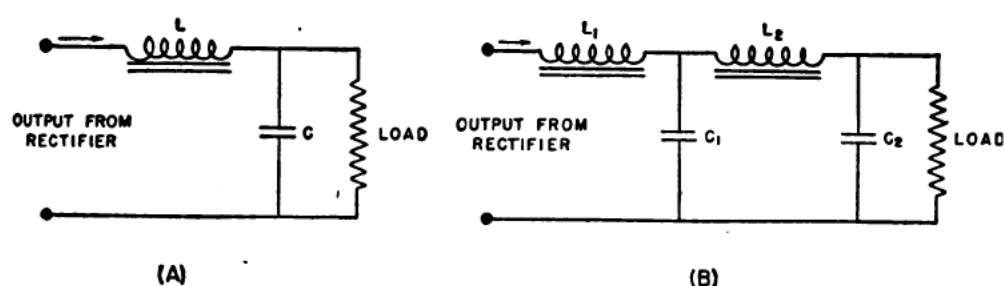 L
C
OUTPUT FROM
RECTIFIER
LOAD
(A)
L₁
L₂
C₁
C₂
OUTPUT FROM
RECTIFIER
LOAD
(B)